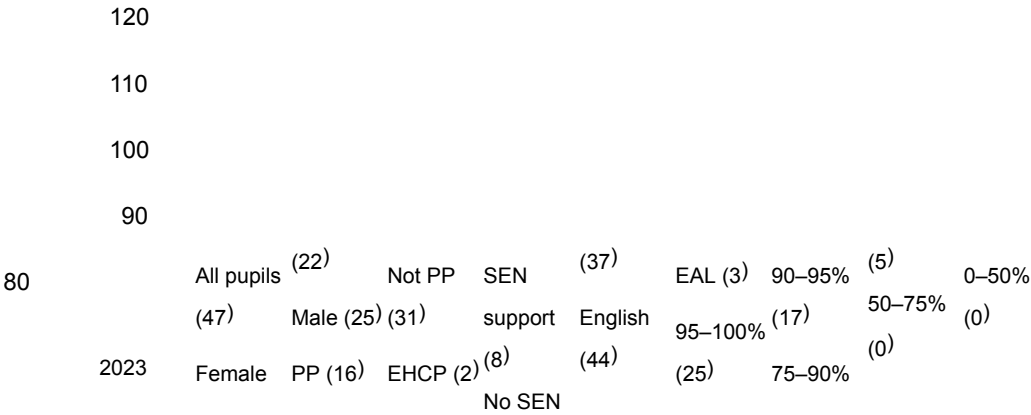 120
110
100
90
80
2023
All pupils
(47)
Female
(22)
Male (25)
PP (16)
Not PP
(31)
EHCP (2)
SEN
support
(8)
No SEN
(37)
English
(44)
EAL (3)
95–100%
(25)
90–95%
(17)
75–90%
(5)
50–75%
(0)
0–50%
(0)